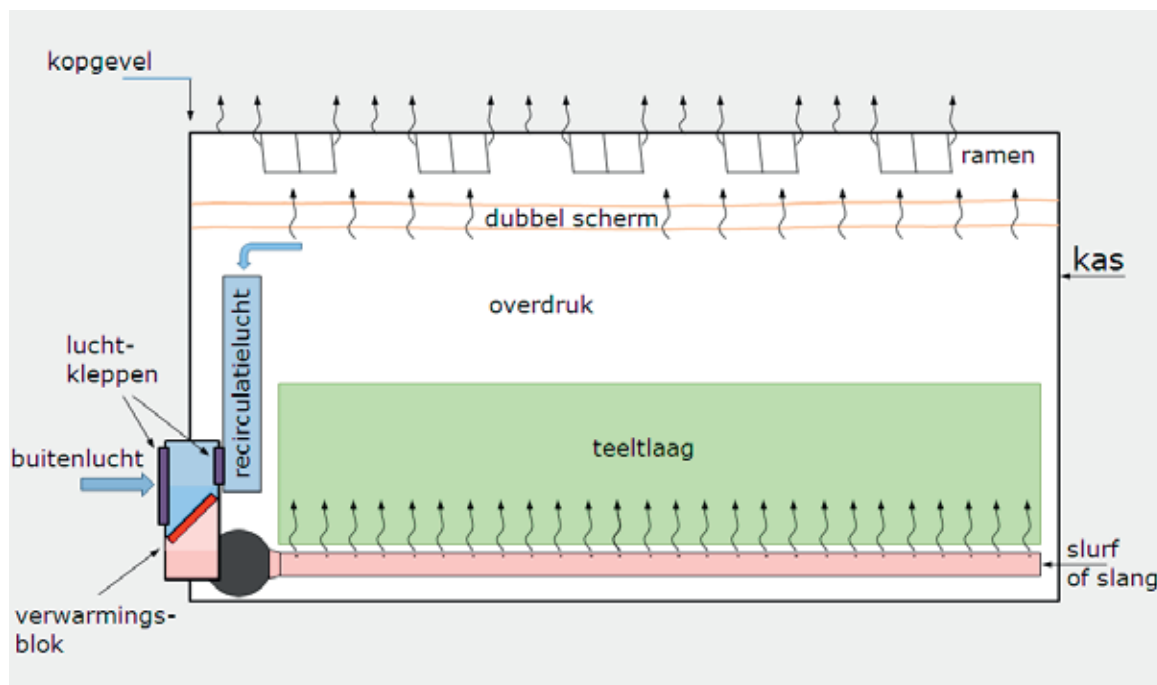 kopgevel
ramen
dubbel scherm
kas
overdruk
recirculatielucht
lucht-
kleppen
buitenlucht
teeltlaag
slurf
of slang
verwarmings-
blok